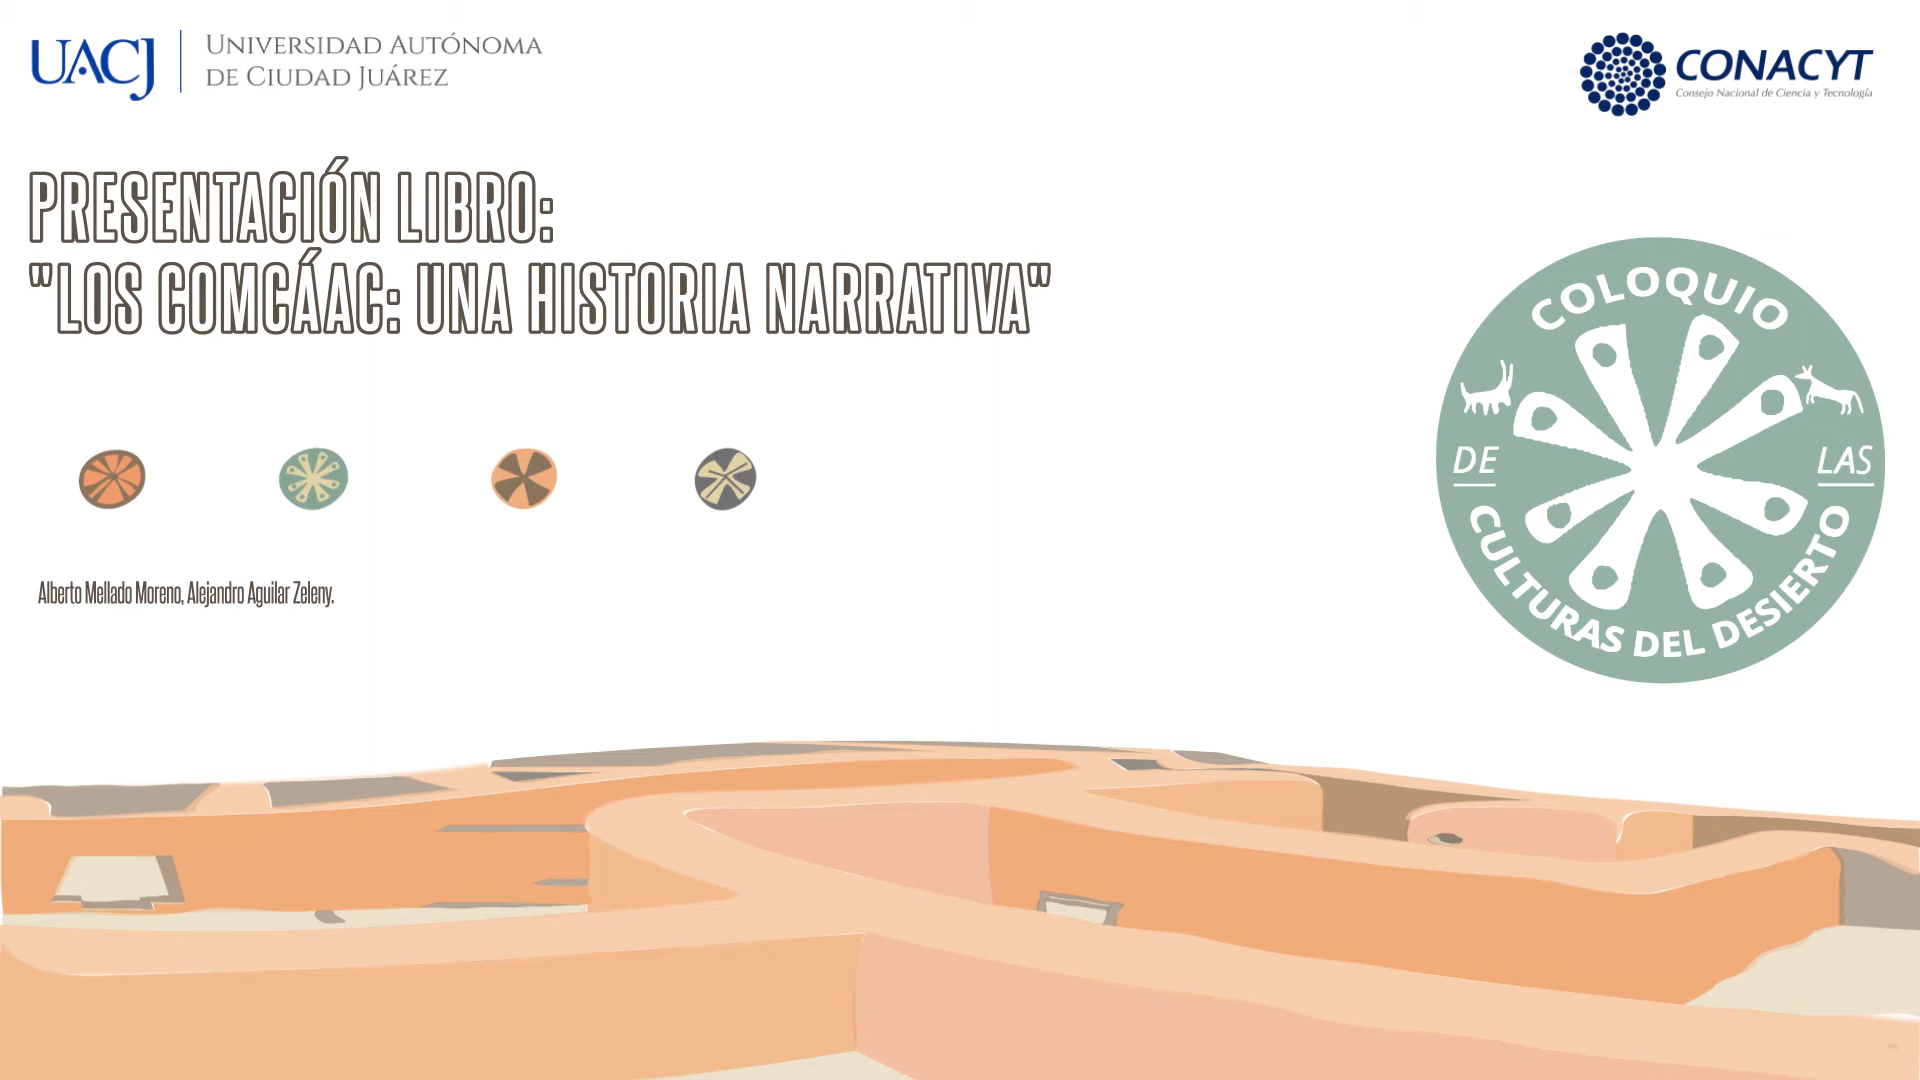 UACJ
UNIVERSIDAD AUTÓNOMA
DE CIUDAD JUÁREZ
CONACYT
Consejo Nacional de Ciencia y Tecnología
PRESENTACIÓN LIBRO:
"LOS COMCÁAC: UNA HISTORIA NARRATIVA"
COLOQUIO
DE LAS
CULTURAS DEL DESIERTO
Alberto Mellado Moreno, Alejandro Aguilar Zeleny.